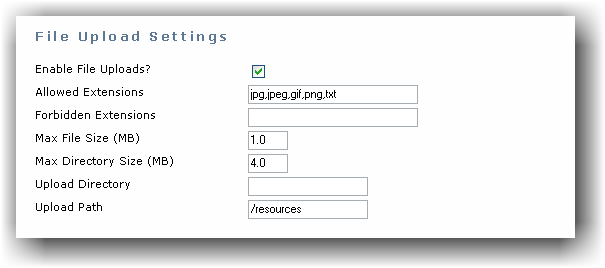 File Upload Settings
Enable File Uploads?
Allowed Extensions jpg,jpeg,gif,png,txt
Forbidden Extensions
Max File Size (MB) 1.0
Max Directory Size (MB) 4.0
Upload Directory
Upload Path /resources